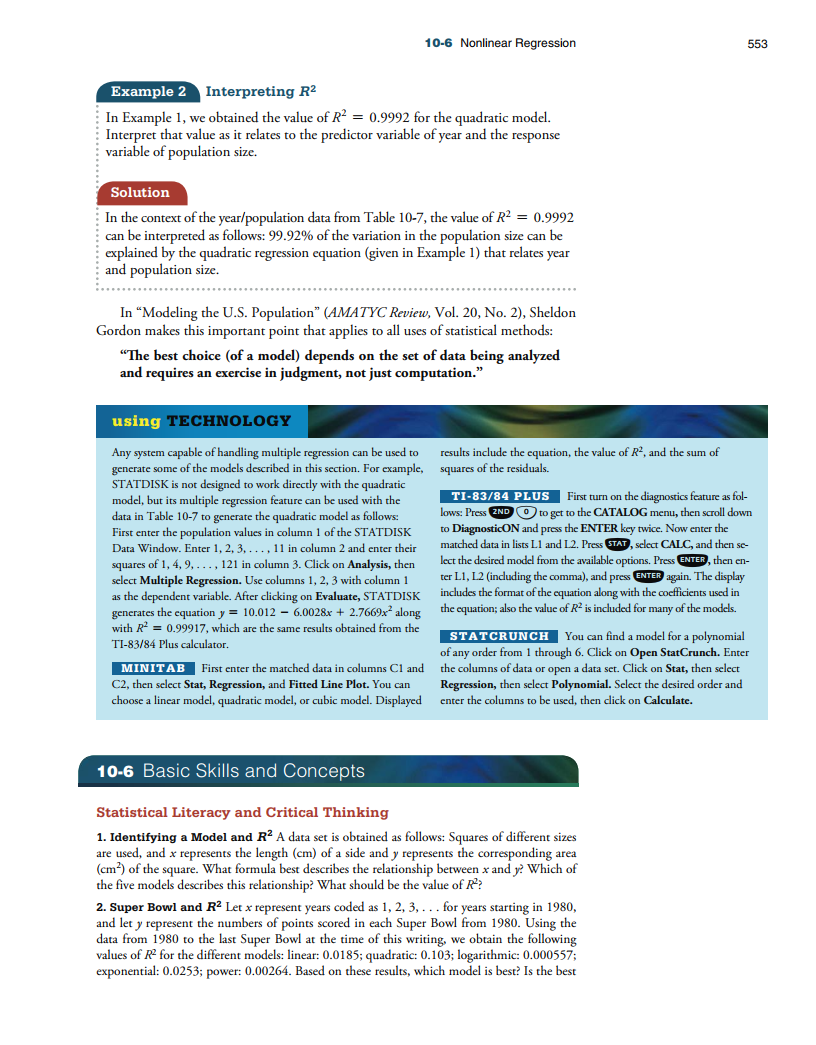 10-6 Nonlinear Regression 553
Example 2 Interpreting R²
In Example 1, we obtained the value of R² = 0.9992 for the quadratic model.
Interpret that value as it relates to the predictor variable of year and the response
variable of population size.
Solution
In the context of the year/population data from Table 10-7, the value of R² = 0.9992
can be interpreted as follows: 99.92% of the variation in the population size can be
explained by the quadratic regression equation (given in Example 1) that relates year
and population size.
In “Modeling the U.S. Population” (AMATYC Review, Vol. 20, No. 2), Sheldon
Gordon makes this important point that applies to all uses of statistical methods:
“The best choice (of a model) depends on the set of data being analyzed
and requires an exercise in judgment, not just computation.”
using TECHNOLOGY
Any system capable of handling multiple regression can be used to
generate some of the models described in this section. For example,
STATDISK is not designed to work directly with the quadratic
model, but its multiple regression feature can be used with the
data in Table 10-7 to generate the quadratic model as follows:
First enter the population values in column 1 of the STATDISK
Data Window. Enter 1, 2, 3, . . . , 11 in column 2 and enter their
squares of 1, 4, 9, . . . , 121 in column 3. Click on Analysis, then
select Multiple Regression. Use columns 1, 2, 3 with column 1
as the dependent variable. After clicking on Evaluate, STATDISK
generates the equation y = 10.012 − 6.0028x + 2.7669x² along
with R² = 0.99917, which are the same results obtained from the
TI-83/84 Plus calculator.
MINITAB First enter the matched data in columns C1 and
C2, then select Stat, Regression, and Fitted Line Plot. You can
choose a linear model, quadratic model, or cubic model. Displayed
results include the equation, the value of R², and the sum of
squares of the residuals.
TI-83/84 PLUS First turn on the diagnostics feature as fol-
lows: Press 2ND 0 to get to the CATALOG menu, then scroll down
to DiagnosticON and press the ENTER key twice. Now enter the
matched data in lists L1 and L2. Press STAT, select CALC, and then se-
lect the desired model from the available options. Press ENTER, then en-
ter L1, L2 (including the comma), and press ENTER again. The display
includes the format of the equation along with the coefficients used in
the equation; also the value of R² is included for many of the models.
STATCRUNCH You can find a model for a polynomial
of any order from 1 through 6. Click on Open StatCrunch. Enter
the columns of data or open a data set. Click on Stat, then select
Regression, then select Polynomial. Select the desired order and
enter the columns to be used, then click on Calculate.
10-6 Basic Skills and Concepts
Statistical Literacy and Critical Thinking
1. Identifying a Model and R² A data set is obtained as follows: Squares of different sizes
are used, and x represents the length (cm) of a side and y represents the corresponding area
(cm²) of the square. What formula best describes the relationship between x and y? Which of
the five models describes this relationship? What should be the value of R²?
2. Super Bowl and R² Let x represent years coded as 1, 2, 3, . . . for years starting in 1980,
and let y represent the numbers of points scored in each Super Bowl from 1980. Using the
data from 1980 to the last Super Bowl at the time of this writing, we obtain the following
values of R² for the different models: linear: 0.0185; quadratic: 0.103; logarithmic: 0.000557;
exponential: 0.0253; power: 0.00264. Based on these results, which model is best? Is the best